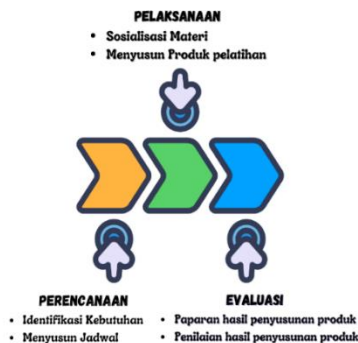 PELAKSANAAN
• Sosialisasi Materi
• Menyusun Produk pelatihan
PERENCANAAN
• Identifikasi Kebutuhan
• Menyusun Jadwal
EVALUASI
• Paparan hasil penyusunan produk
• Penilaian hasil penyusunan produk